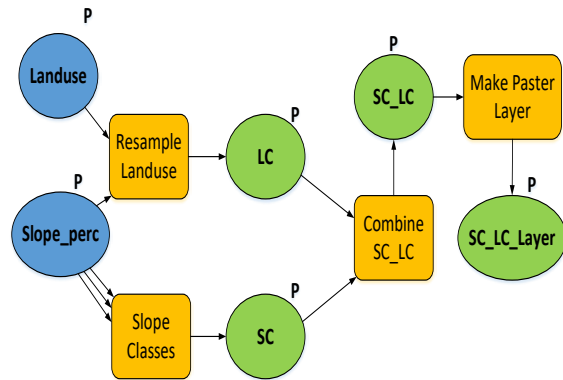 P
Landuse
P
Slope_perc
Resample
Landuse
Slope
Classes
P
LC
P
SC
Combine
SC_LC
P
SC_LC
Make Paster
Layer
P
SC_LC_Layer